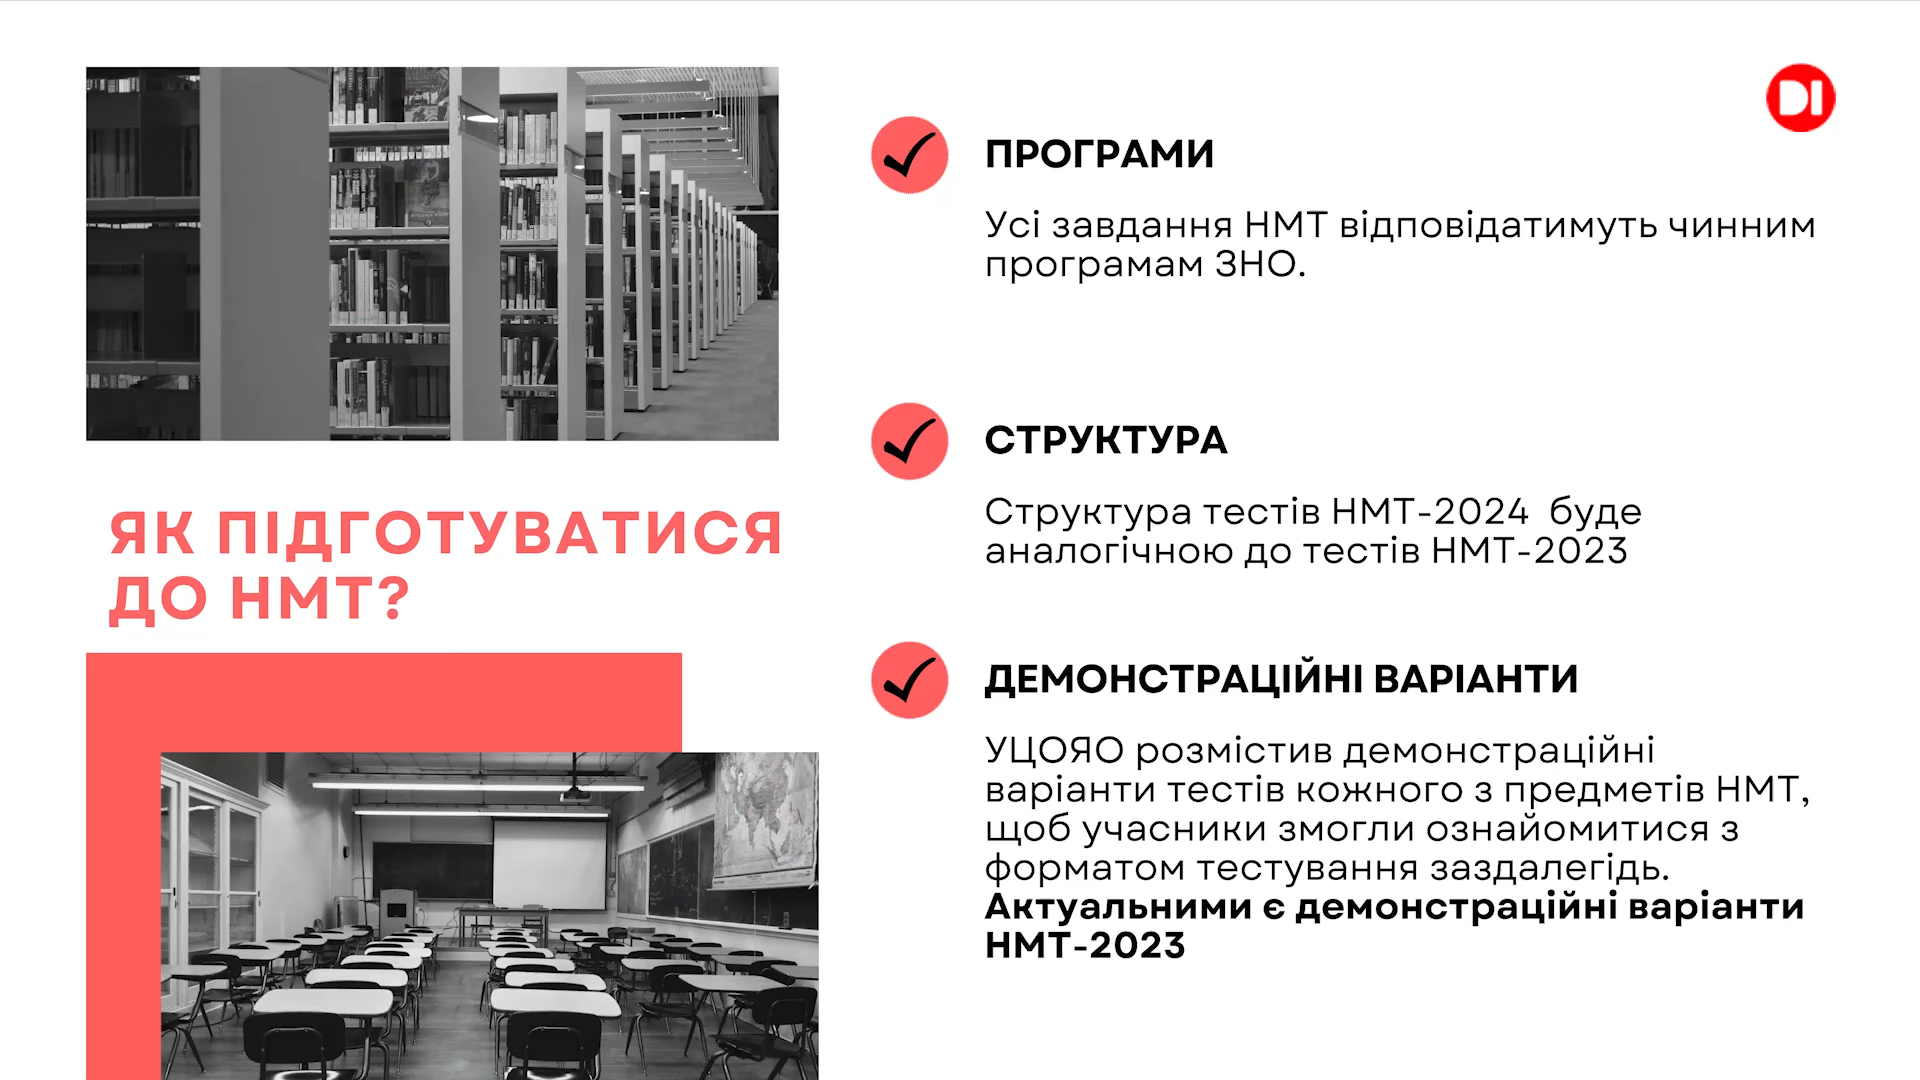 DI
ПРОГРАМИ
Усі завдання НМТ відповідатимуть чинним
програмам ЗНО.
СТРУКТУРА
Структура тестів НМТ-2024 буде
аналогічною до тестів НМТ-2023
ЯК ПІДГОТУВАТИСЯ
ДО НМТ?
ДЕМОНСТРАЦІЙНІ ВАРІАНТИ
УЦОЯО розмістив демонстраційні
варіанти тестів кожного з предметів НМТ,
щоб учасники змогли ознайомитися з
форматом тестування заздалегідь.
Актуальними є демонстраційні варіанти
НМТ-2023